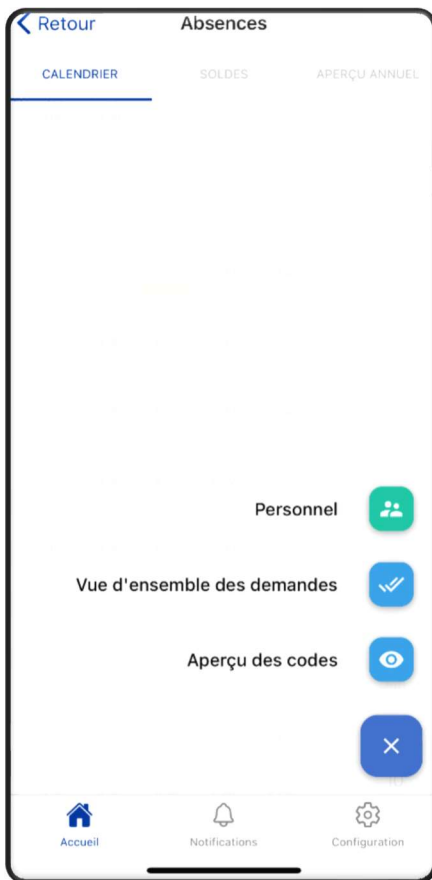 Retour
Absences
CALENDRIER
SOLDES
APERÇU ANNUEL
Personnel
Vue d'ensemble des demandes
Aperçu des codes
Accueil
Notifications
Configuration